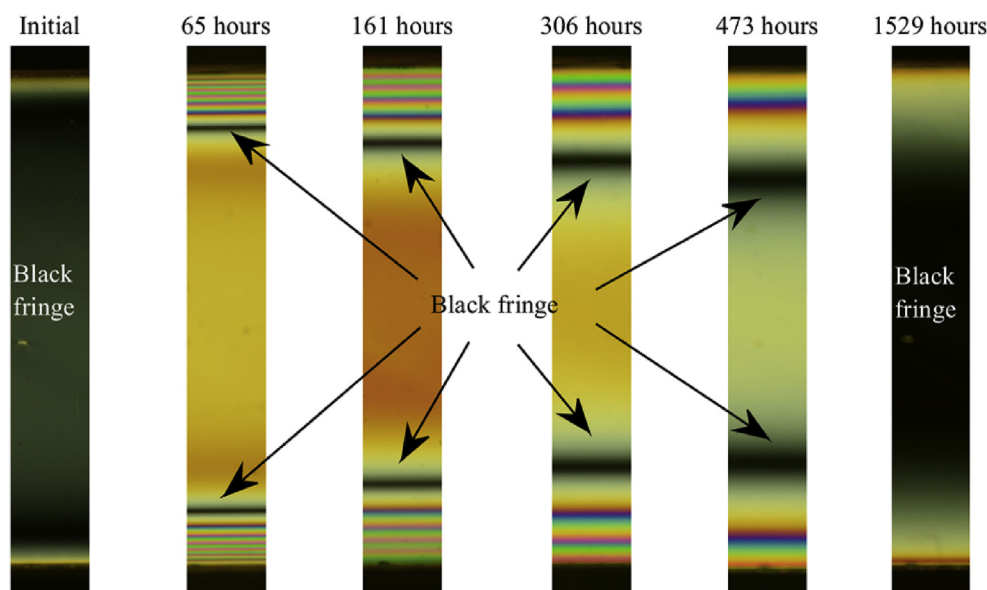 Initial
65 hours
161 hours
306 hours
473 hours
1529 hours
Black
fringe
Black fringe
Black
fringe